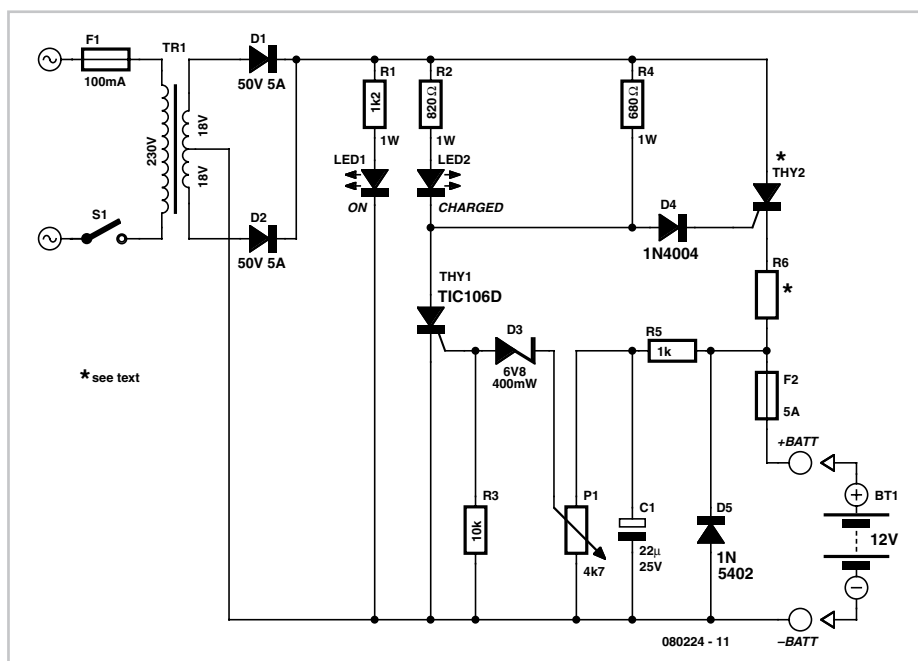 F1
100mA
TR1
230V
18V
18V
S1
D1
50V 5A
D2
50V 5A
R1
1k2
1W
LED1
ON
R2
820Ω
1W
LED2
CHARGED
R4
680Ω
1W
*
THY2
D4
1N4004
THY1
TIC106D
R6
*
D3
6V8
400mW
R5
1k
F2
5A
* see text
+BATT
BT1
12V
R3
10k
P1
4k7
C1
22µ
25V
D5
1N
5402
080224 - 11
–BATT